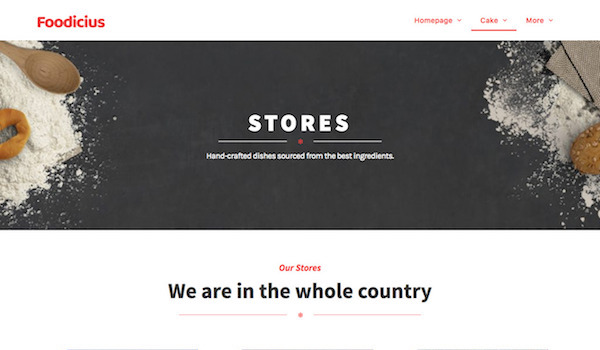 Foodicius
Homepage Cake More
STORES
Hand-crafted dishes sourced from the best ingredients.
Our Stores
We are in the whole country